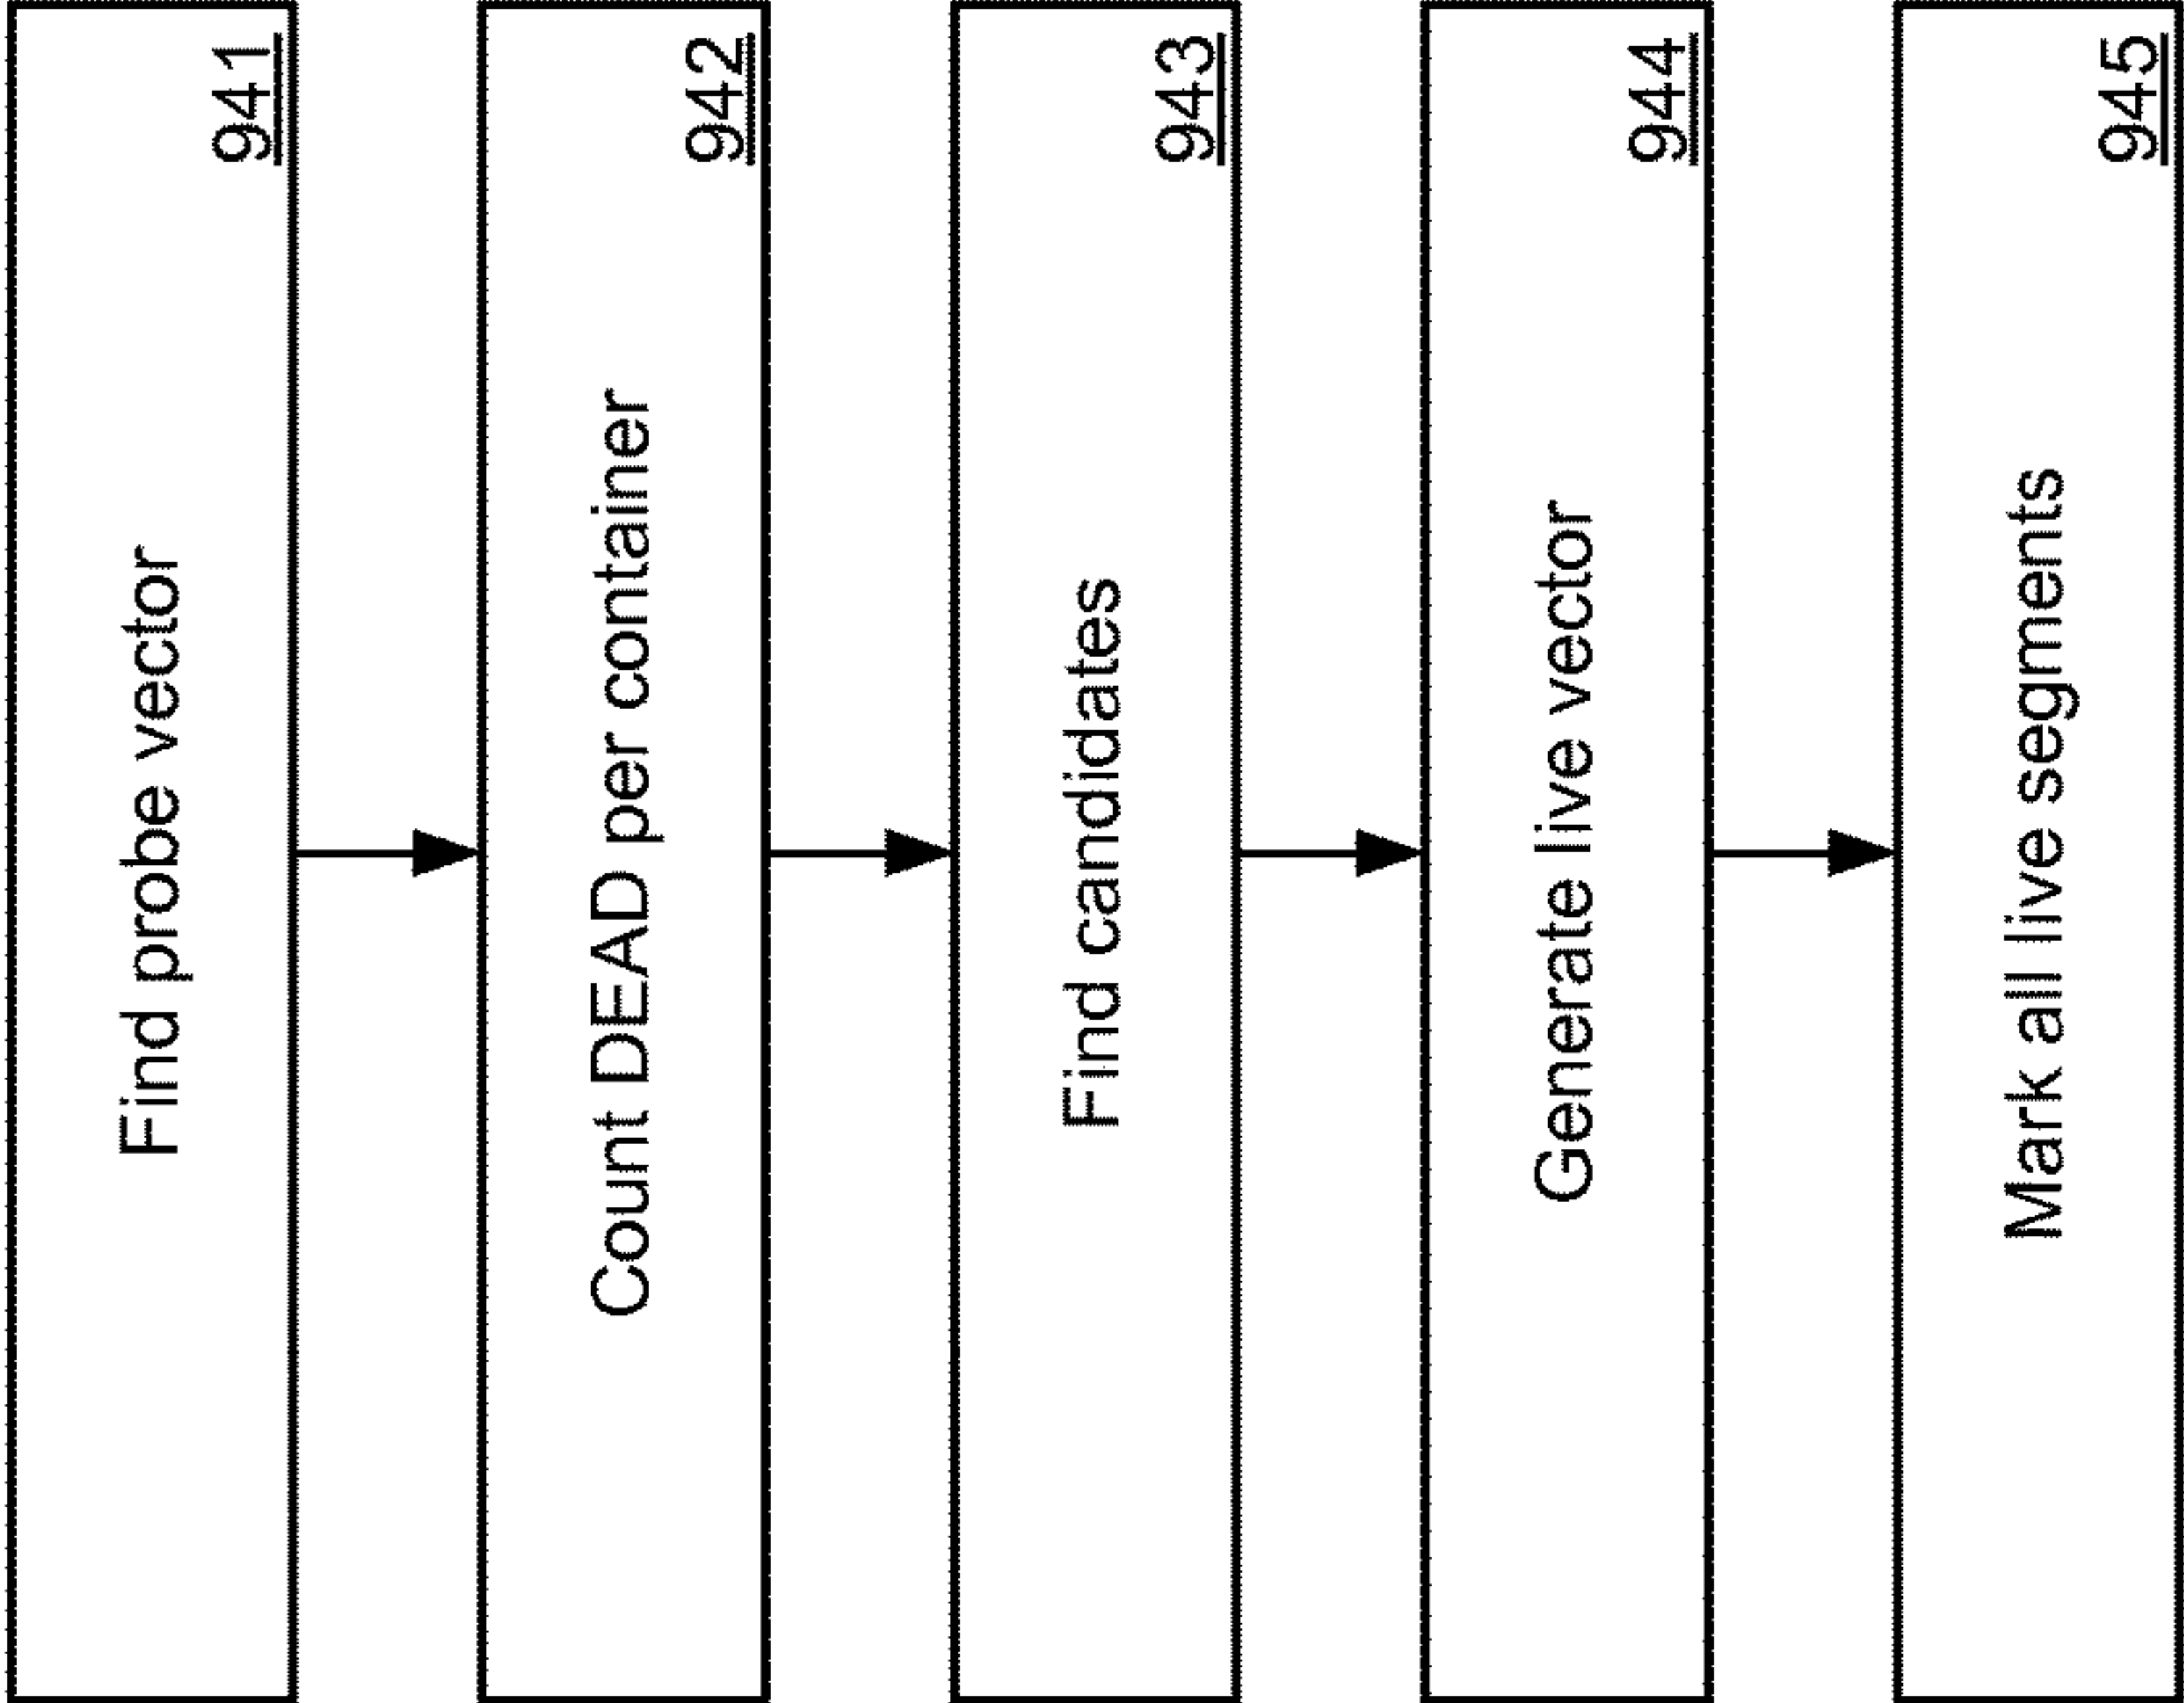 Find probe vector
941
Count DEAD per container
942
Find candidates
943
Generate live vector
944
Mark all live segments
945